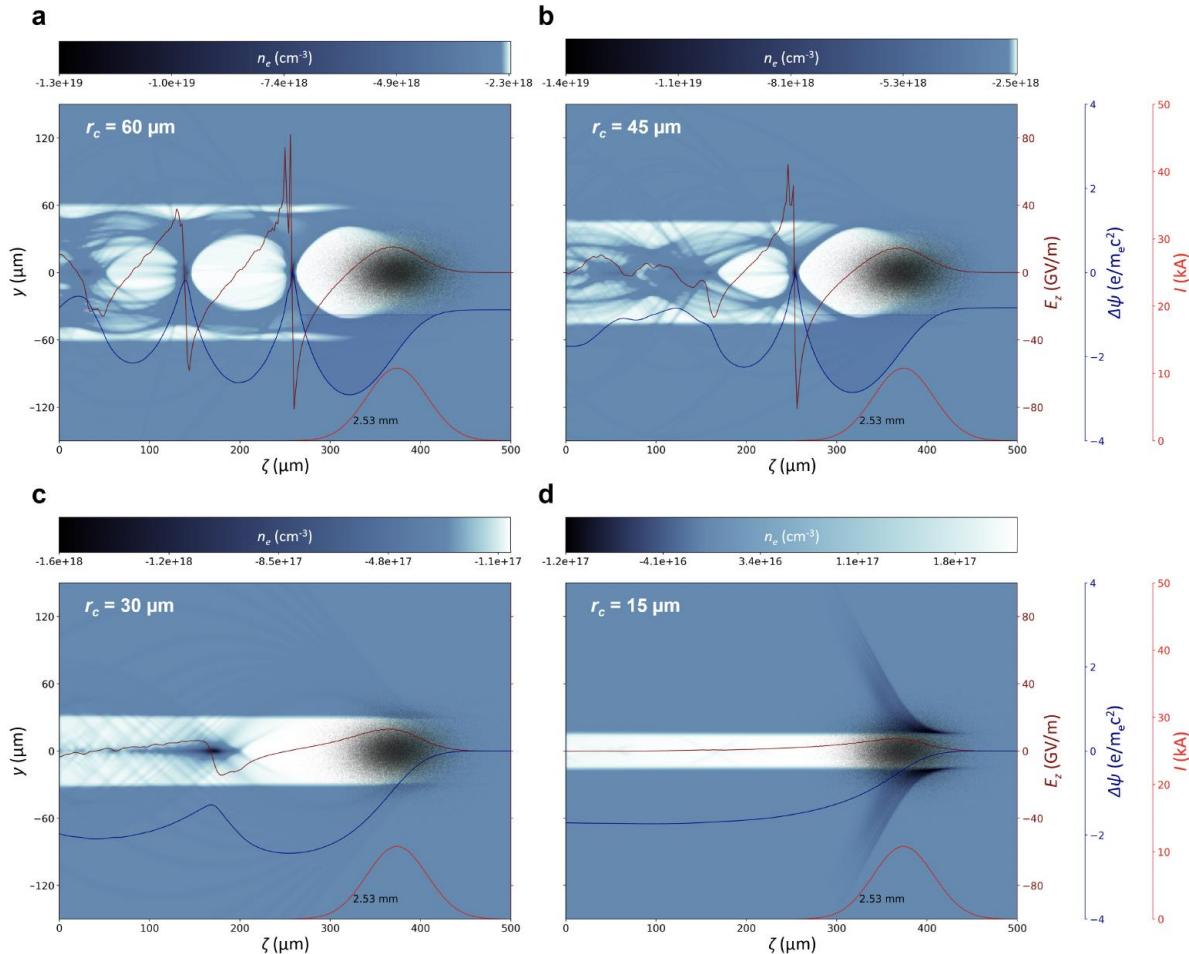 a
b
n_e (cm⁻³)
-1.3e+19 -1.0e+19 -7.4e+18 -4.9e+18 -2.3e+18
n_e (cm⁻³)
-1.4e+19 -1.1e+19 -8.1e+18 -5.3e+18 -2.5e+18
r_c = 60 μm
120
60
0
−60
−120
y (μm)
2.53 mm
0 100 200 300 400 500
ζ (μm)
r_c = 45 μm
2.53 mm
0 100 200 300 400 500
ζ (μm)
80
40
0
−40
−80
E_z (GV/m)
4
2
0
−2
−4
Δψ (e/m_ec²)
50
40
30
20
10
0
I (kA)
c
d
n_e (cm⁻³)
-1.6e+18 -1.2e+18 -8.5e+17 -4.8e+17 -1.1e+17
n_e (cm⁻³)
-1.2e+17 -4.1e+16 3.4e+16 1.1e+17 1.8e+17
r_c = 30 μm
120
60
0
−60
−120
y (μm)
2.53 mm
0 100 200 300 400 500
ζ (μm)
r_c = 15 μm
2.53 mm
0 100 200 300 400 500
ζ (μm)
80
40
0
−40
−80
E_z (GV/m)
4
2
0
−2
−4
Δψ (e/m_ec²)
50
40
30
20
10
0
I (kA)